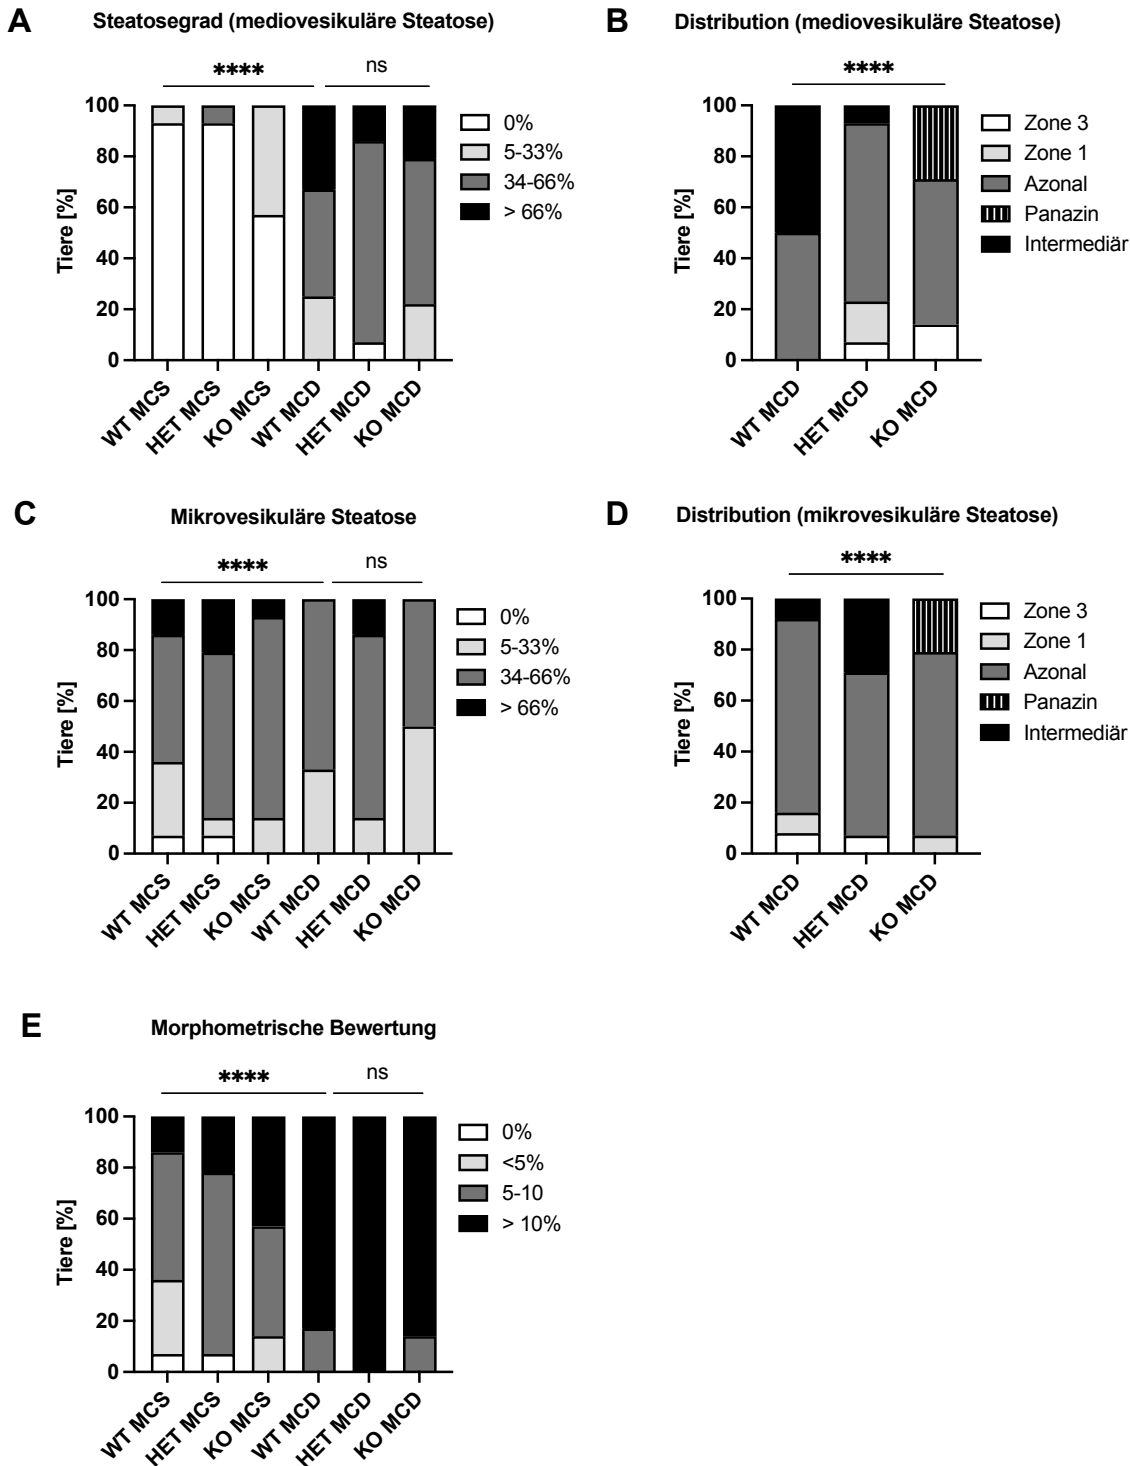 A
Steatosegrad (mediovesikuläre Steatose)
****
ns
Tiere [%]
100
80
60
40
20
0
WT MCS
HET MCS
KO MCS
WT MCD
HET MCD
KO MCD
0%
5-33%
34-66%
> 66%
B
Distribution (mediovesikuläre Steatose)
****
Tiere [%]
100
80
60
40
20
0
WT MCD
HET MCD
KO MCD
Zone 3
Zone 1
Azonal
Panazin
Intermediär
C
Mikrovesikuläre Steatose
****
ns
Tiere [%]
100
80
60
40
20
0
WT MCS
HET MCS
KO MCS
WT MCD
HET MCD
KO MCD
0%
5-33%
34-66%
> 66%
D
Distribution (mikrovesikuläre Steatose)
****
Tiere [%]
100
80
60
40
20
0
WT MCD
HET MCD
KO MCD
Zone 3
Zone 1
Azonal
Panazin
Intermediär
E
Morphometrische Bewertung
****
ns
Tiere [%]
100
80
60
40
20
0
WT MCS
HET MCS
KO MCS
WT MCD
HET MCD
KO MCD
0%
<5%
5-10
> 10%